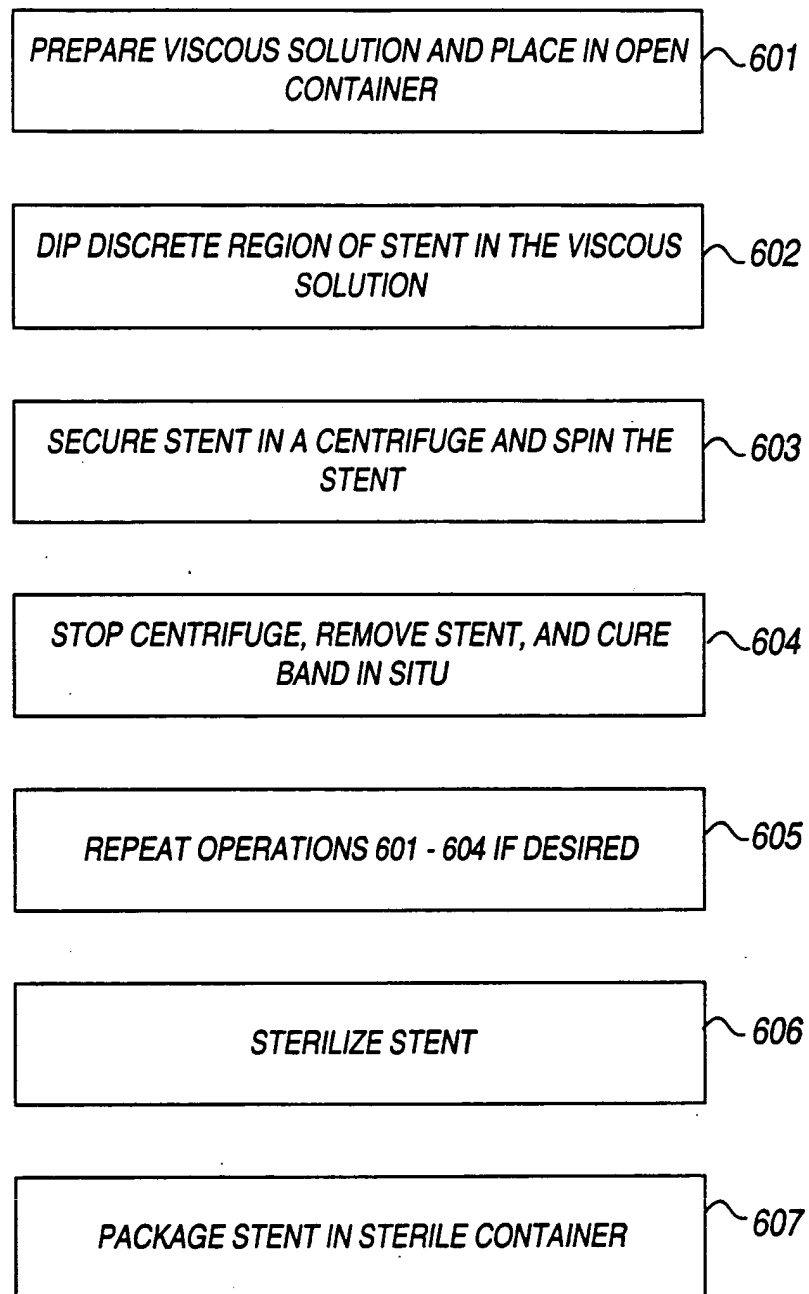 PREPARE VISCOUS SOLUTION AND PLACE IN OPEN
CONTAINER
601
DIP DISCRETE REGION OF STENT IN THE VISCOUS
SOLUTION
602
SECURE STENT IN A CENTRIFUGE AND SPIN THE
STENT
603
STOP CENTRIFUGE, REMOVE STENT, AND CURE
BAND IN SITU
604
REPEAT OPERATIONS 601 - 604 IF DESIRED
605
STERILIZE STENT
606
PACKAGE STENT IN STERILE CONTAINER
607